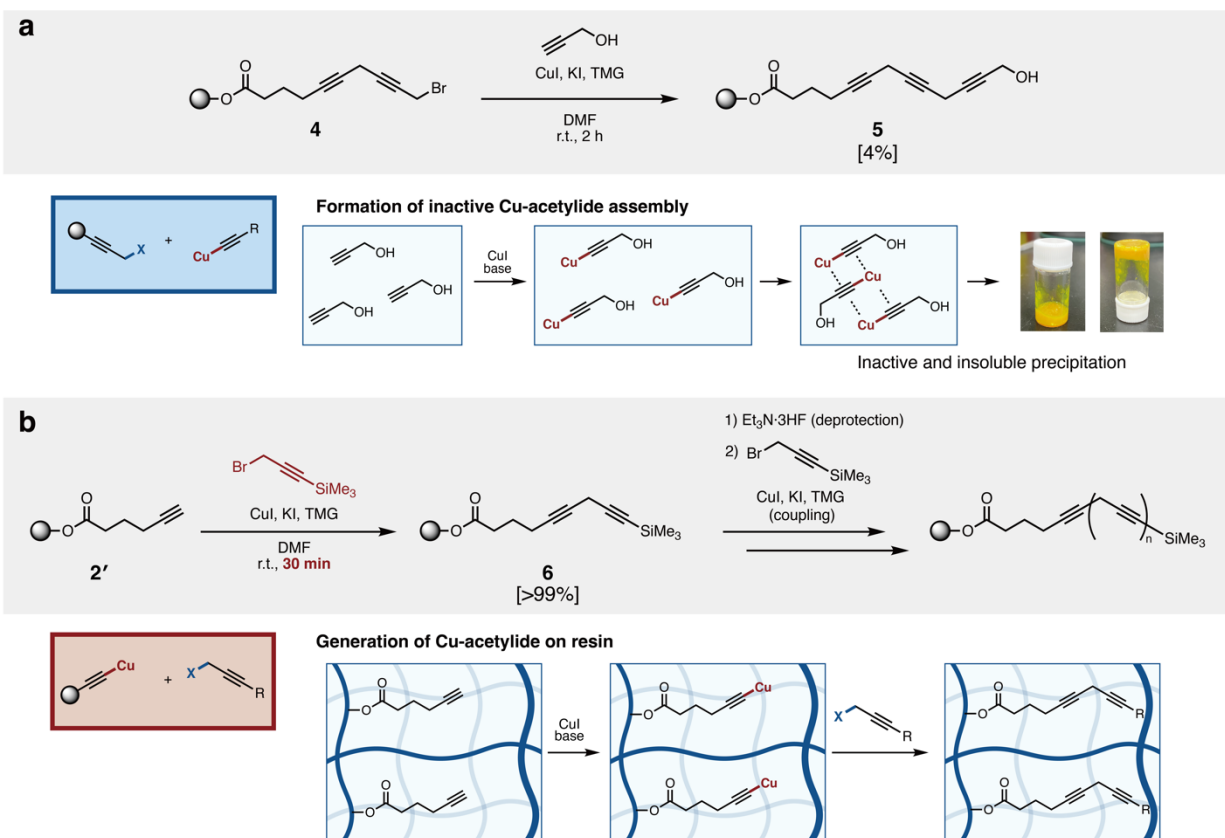 a
OH
CuI, KI, TMG
DMF
r.t., 2 h
O
O
Br
4
O
O
OH
5
[4%]
Formation of inactive Cu-acetylide assembly
X
+
Cu
R
OH
OH
OH
CuI
base
Cu
OH
Cu
OH
Cu
OH
Cu
OH
Cu
OH
Cu
OH
Inactive and insoluble precipitation
b
Br
SiMe3
CuI, KI, TMG
DMF
r.t., 30 min
O
O
2′
O
O
SiMe3
6
[>99%]
1) Et3N·3HF (deprotection)
2) Br
SiMe3
CuI, KI, TMG
(coupling)
O
O
n
SiMe3
Cu
+
X
R
Generation of Cu-acetylide on resin
O
O
O
O
CuI
base
O
O
Cu
O
O
Cu
X
R
O
O
R
O
O
R